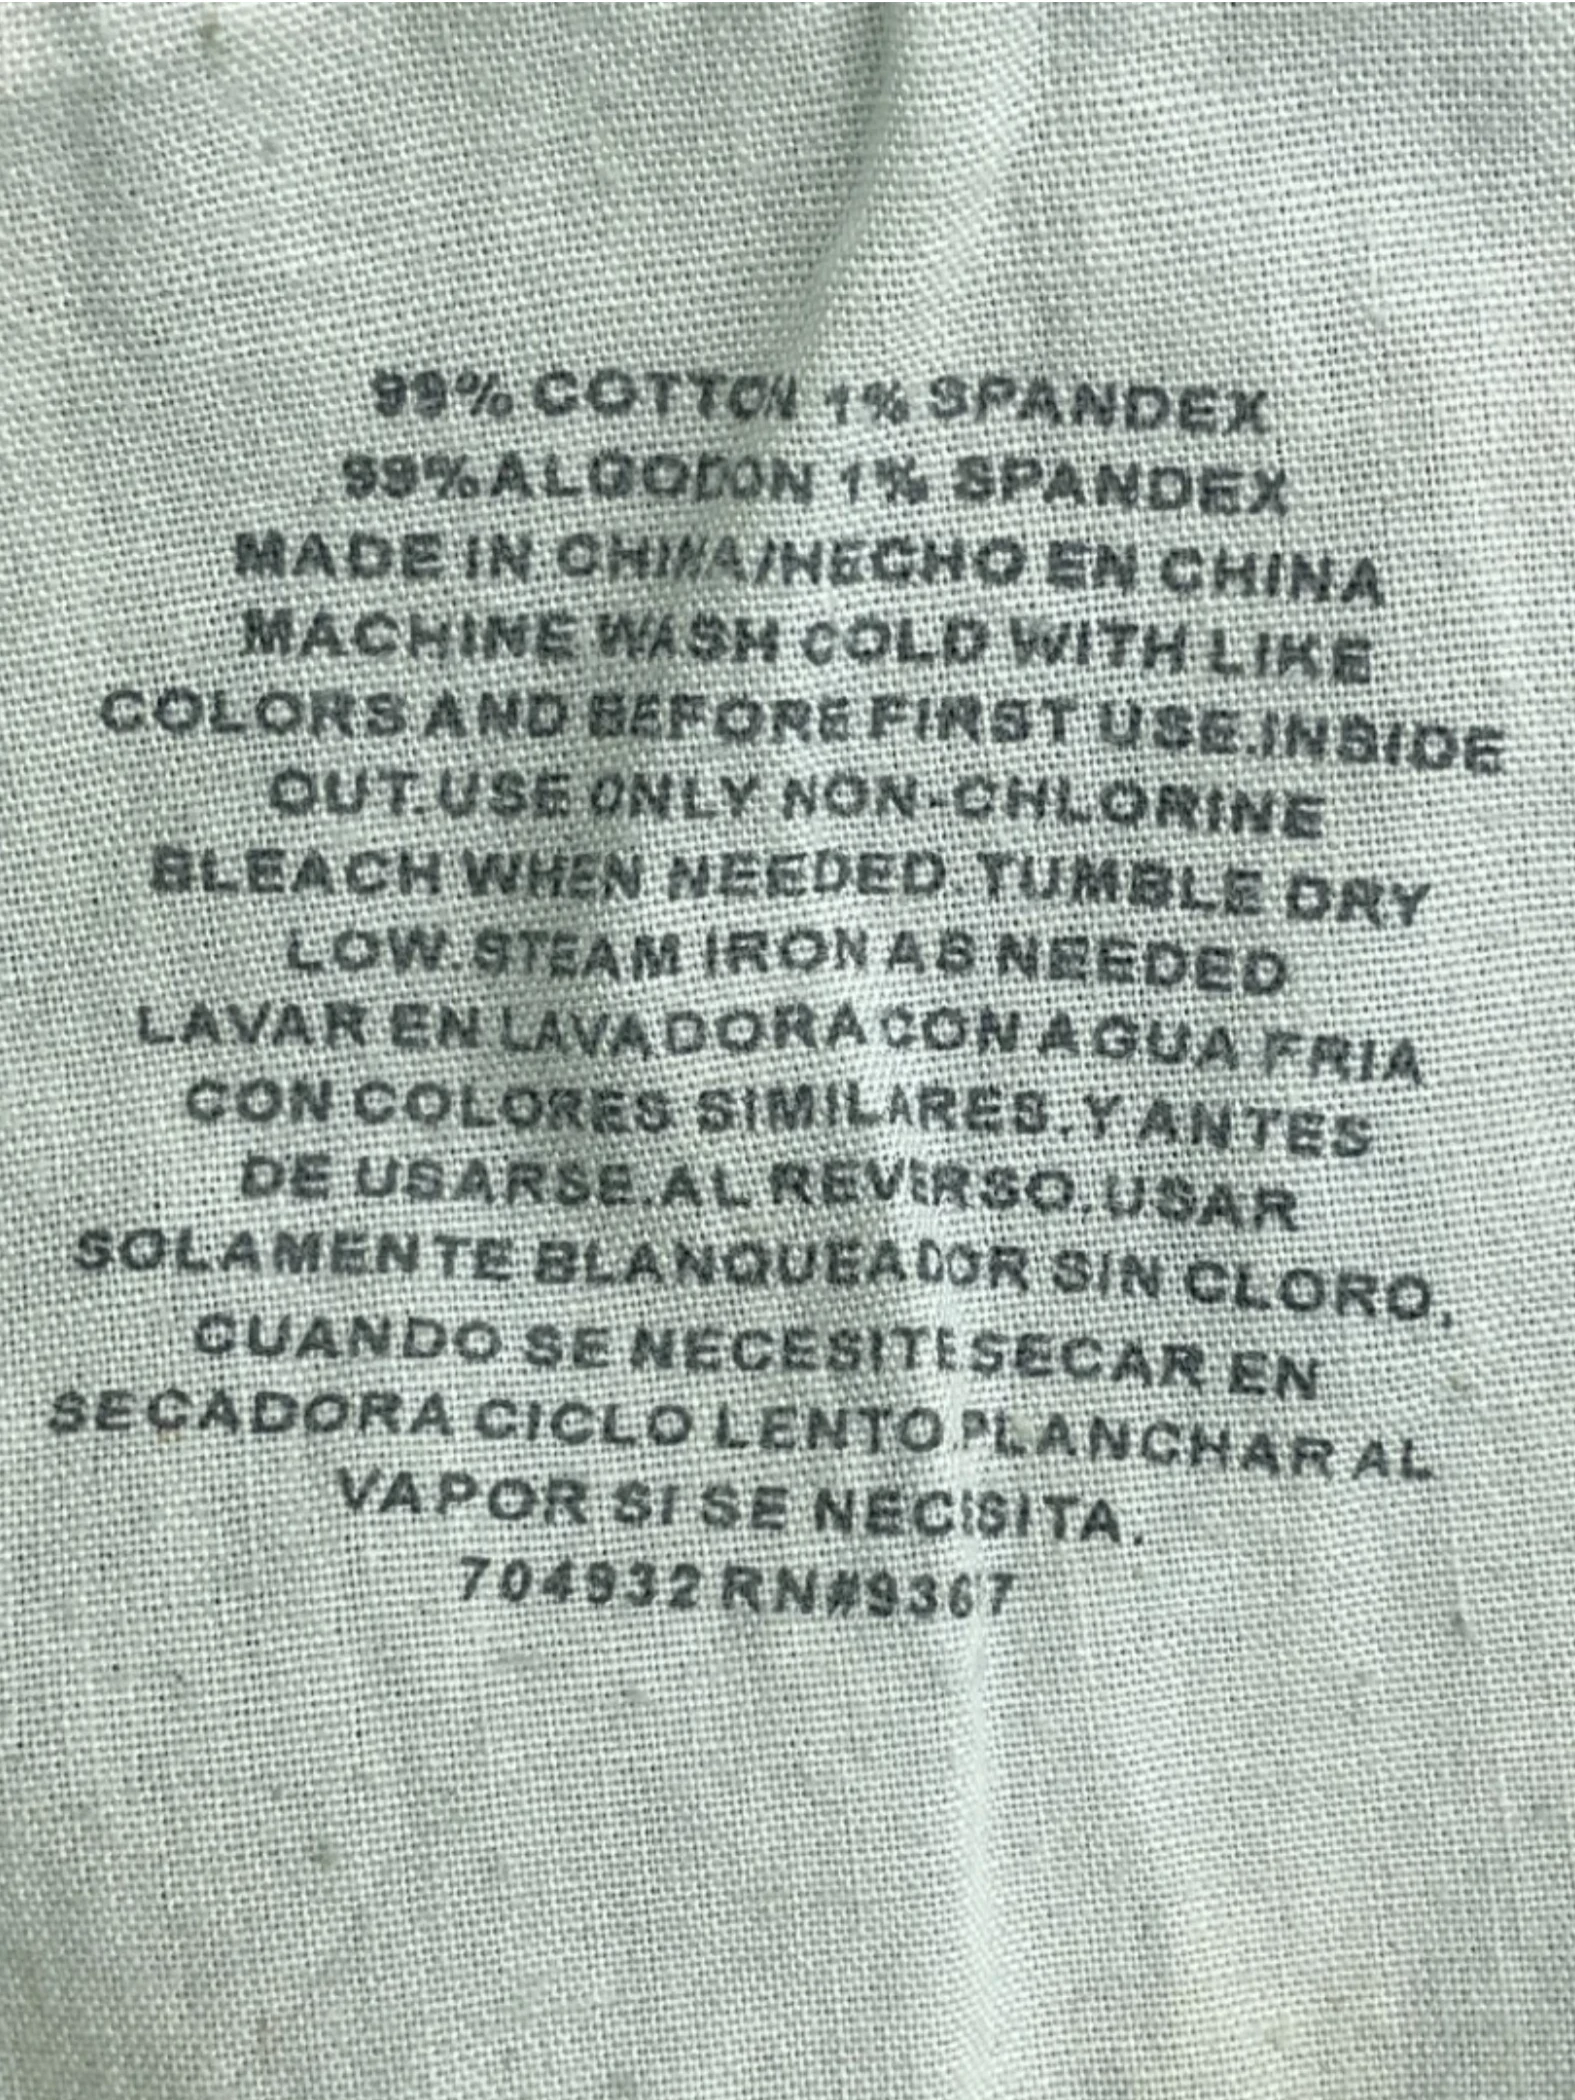 99% COTTON 1% SPANDEX
99% ALGODON 1% SPANDEX
MADE IN CHINA/HECHO EN CHINA
MACHINE WASH COLD WITH LIKE
COLORS AND BEFORE FIRST USE.INSIDE
OUT.USE ONLY NON-CHLORINE
BLEACH WHEN NEEDED.TUMBLE DRY
LOW.STEAM IRON AS NEEDED
LAVAR EN LAVADORA CON AGUA FRIA
CON COLORES SIMILARES.Y ANTES
DE USARSE.AL REVERSO.USAR
SOLAMENTE BLANQUEADOR SIN CLORO,
CUANDO SE NECESITE SECAR EN
SECADORA CICLO LENTO.PLANCHAR AL
VAPOR SI SE NECESITA.
704932 RN#9367